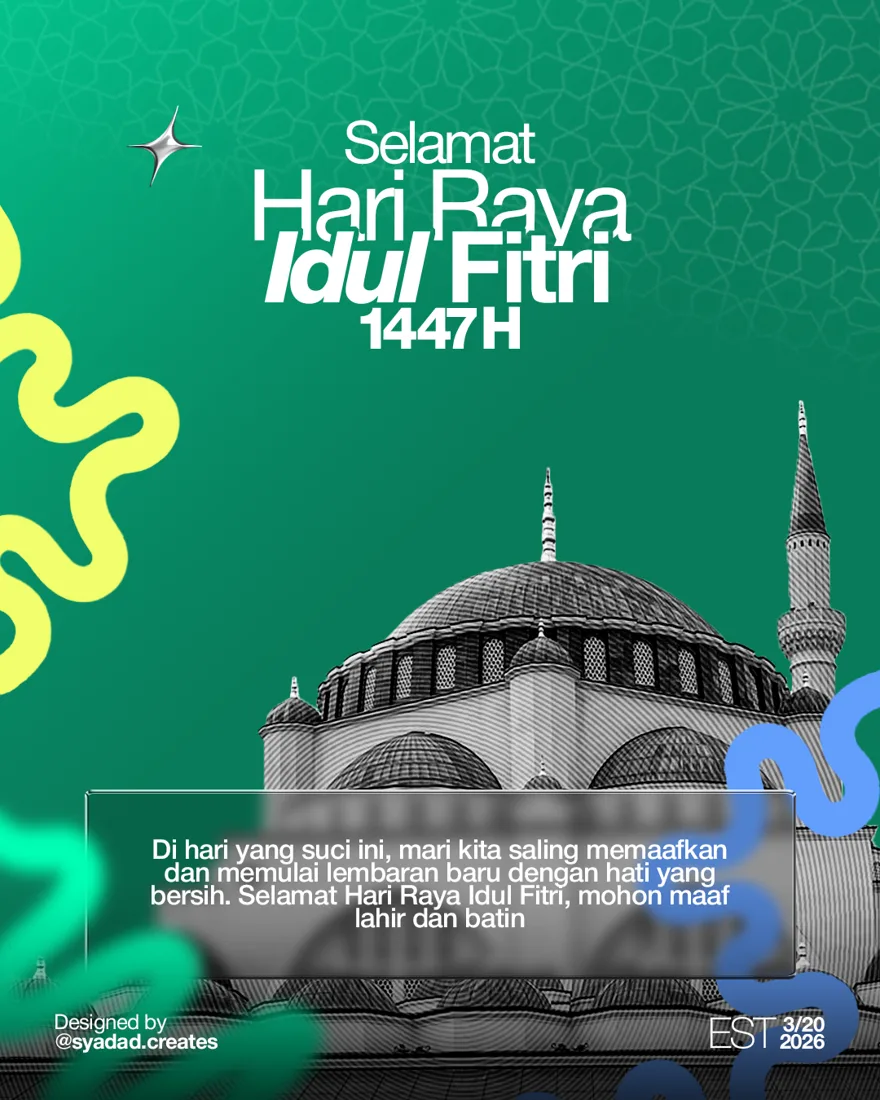 Selamat
Hari Raya
Idul Fitri
1447 H
Di hari yang suci ini, mari kita saling memaafkan
dan memulai lembaran baru dengan hati yang
bersih. Selamat Hari Raya Idul Fitri, mohon maaf
lahir dan batin
Designed by
@syadad.creates
EST 3/20
2026